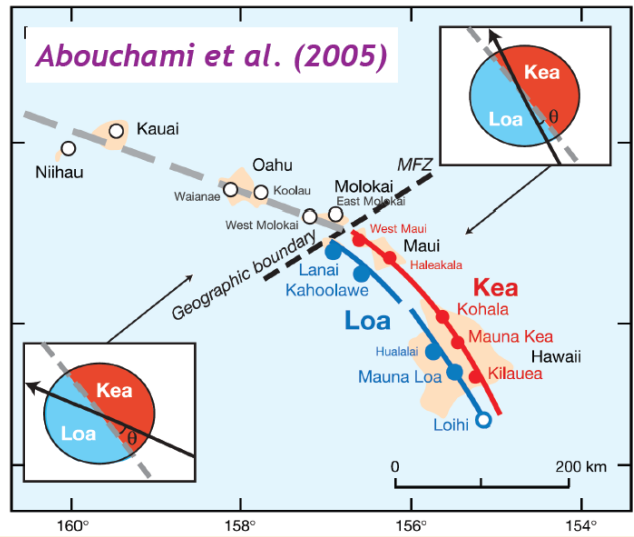 Abouchami et al. (2005)
Kea
Loa
θ
Kauai
Niihau
Oahu
Waianae
Koolau
Molokai
East Molokai
West Molokai
MFZ
Geographic boundary
West Maui
Maui
Haleakala
Lanai
Kahoolawe
Kea
Loa
Kohala
Mauna Kea
Hawaii
Hualalai
Mauna Loa
Kilauea
Loihi
Kea
Loa
θ
0 200 km
160° 158° 156° 154°